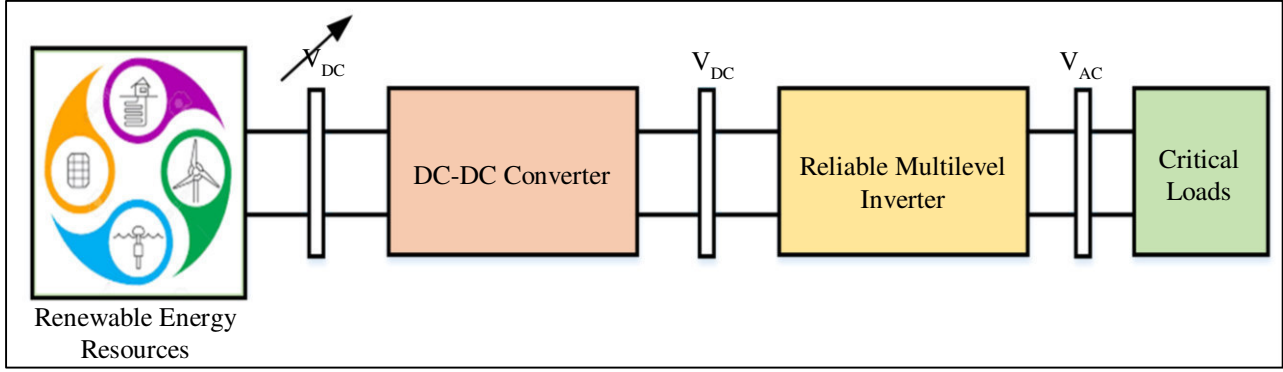 V_DC
V_DC
V_AC
DC-DC Converter
Reliable Multilevel
Inverter
Critical
Loads
Renewable Energy
Resources